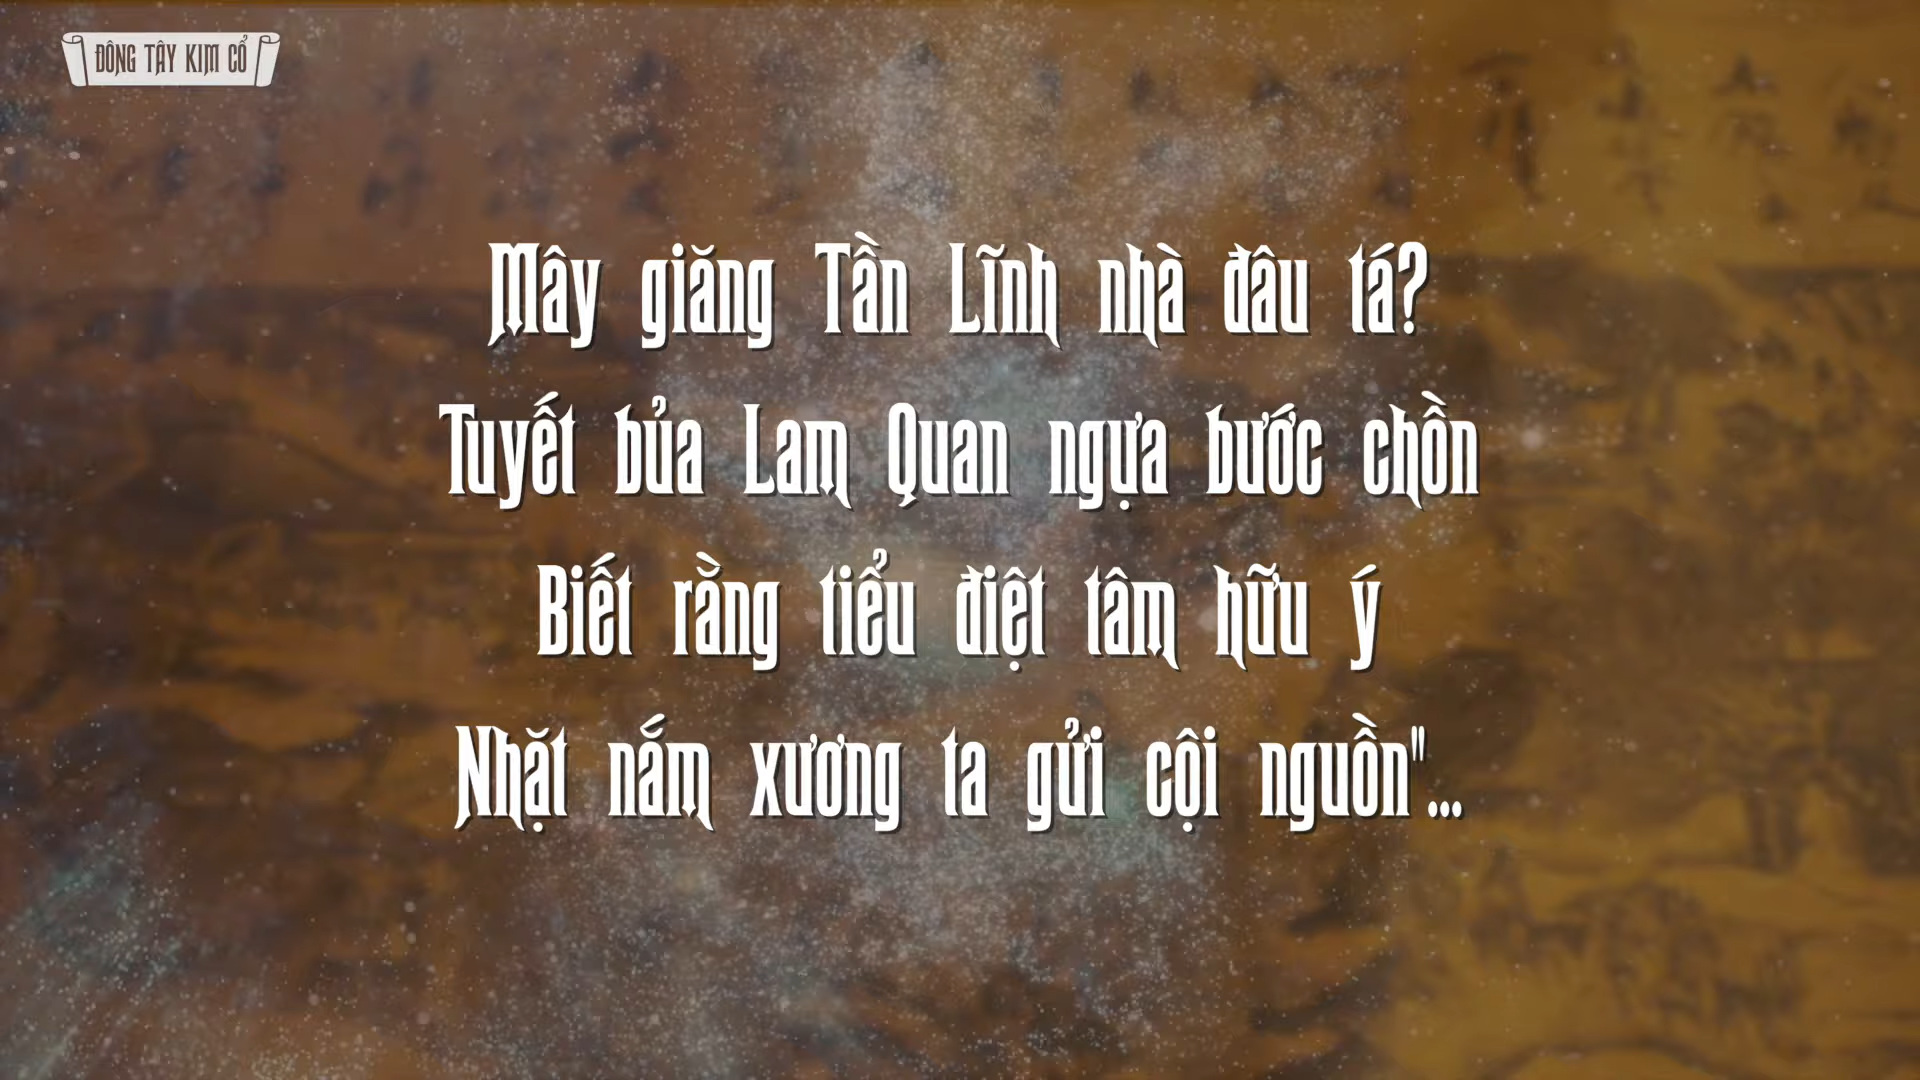 ĐÔNG TÂY KIM CỔ
Mây giăng Tần Lĩnh nhà đâu tá?
Tuyết bủa Lam Quan ngựa bước chồn
Biết rằng tiểu điệt tâm hữu ý
Nhặt nắm xương ta gửi cội nguồn"...